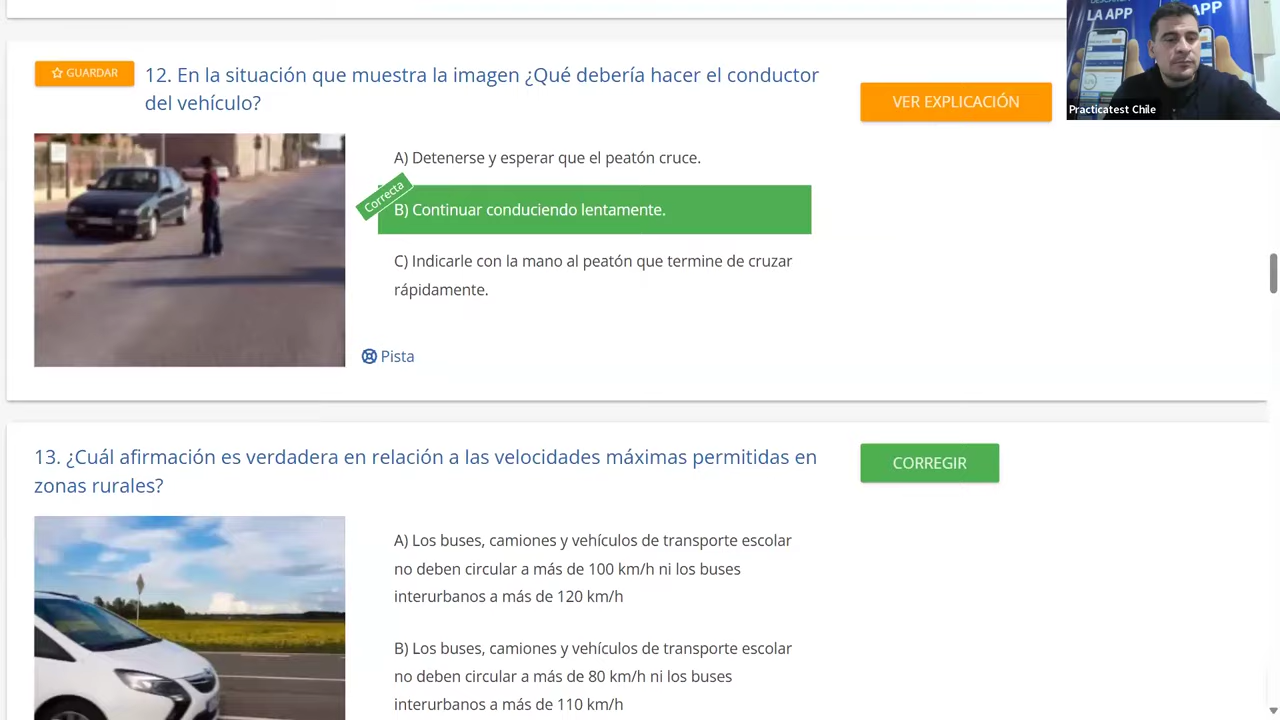 LA APP
APP
Practicatest Chile
GUARDAR
12. En la situación que muestra la imagen ¿Qué debería hacer el conductor
del vehículo?
VER EXPLICACIÓN
A) Detenerse y esperar que el peatón cruce.
Correcta
B) Continuar conduciendo lentamente.
C) Indicarle con la mano al peatón que termine de cruzar
rápidamente.
Pista
13. ¿Cuál afirmación es verdadera en relación a las velocidades máximas permitidas en
zonas rurales?
CORREGIR
A) Los buses, camiones y vehículos de transporte escolar
no deben circular a más de 100 km/h ni los buses
interurbanos a más de 120 km/h
B) Los buses, camiones y vehículos de transporte escolar
no deben circular a más de 80 km/h ni los buses
interurbanos a más de 110 km/h